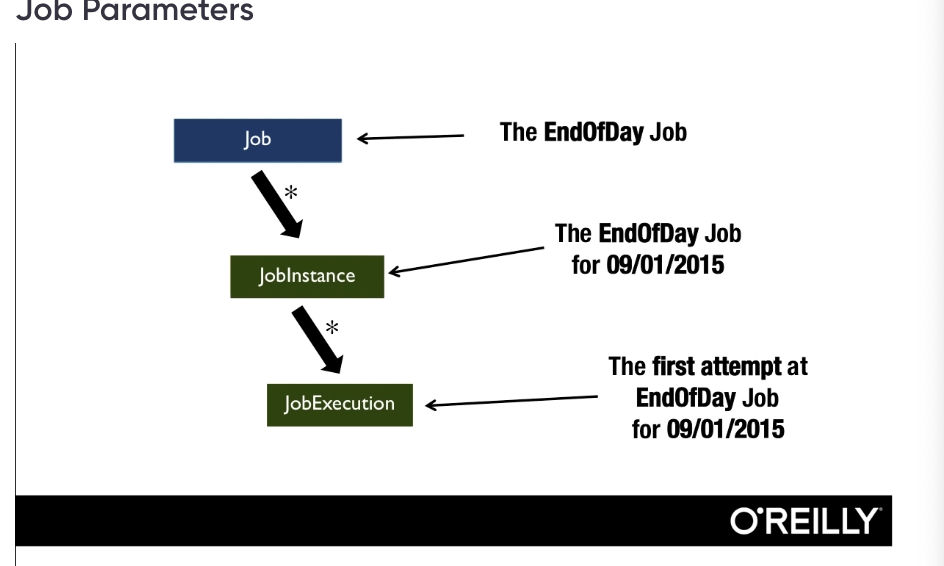 Job Parameters
Job
The EndOfDay Job
*
The EndOfDay Job
for 09/01/2015
JobInstance
*
The first attempt at
EndOfDay Job
for 09/01/2015
JobExecution
O'REILLY®